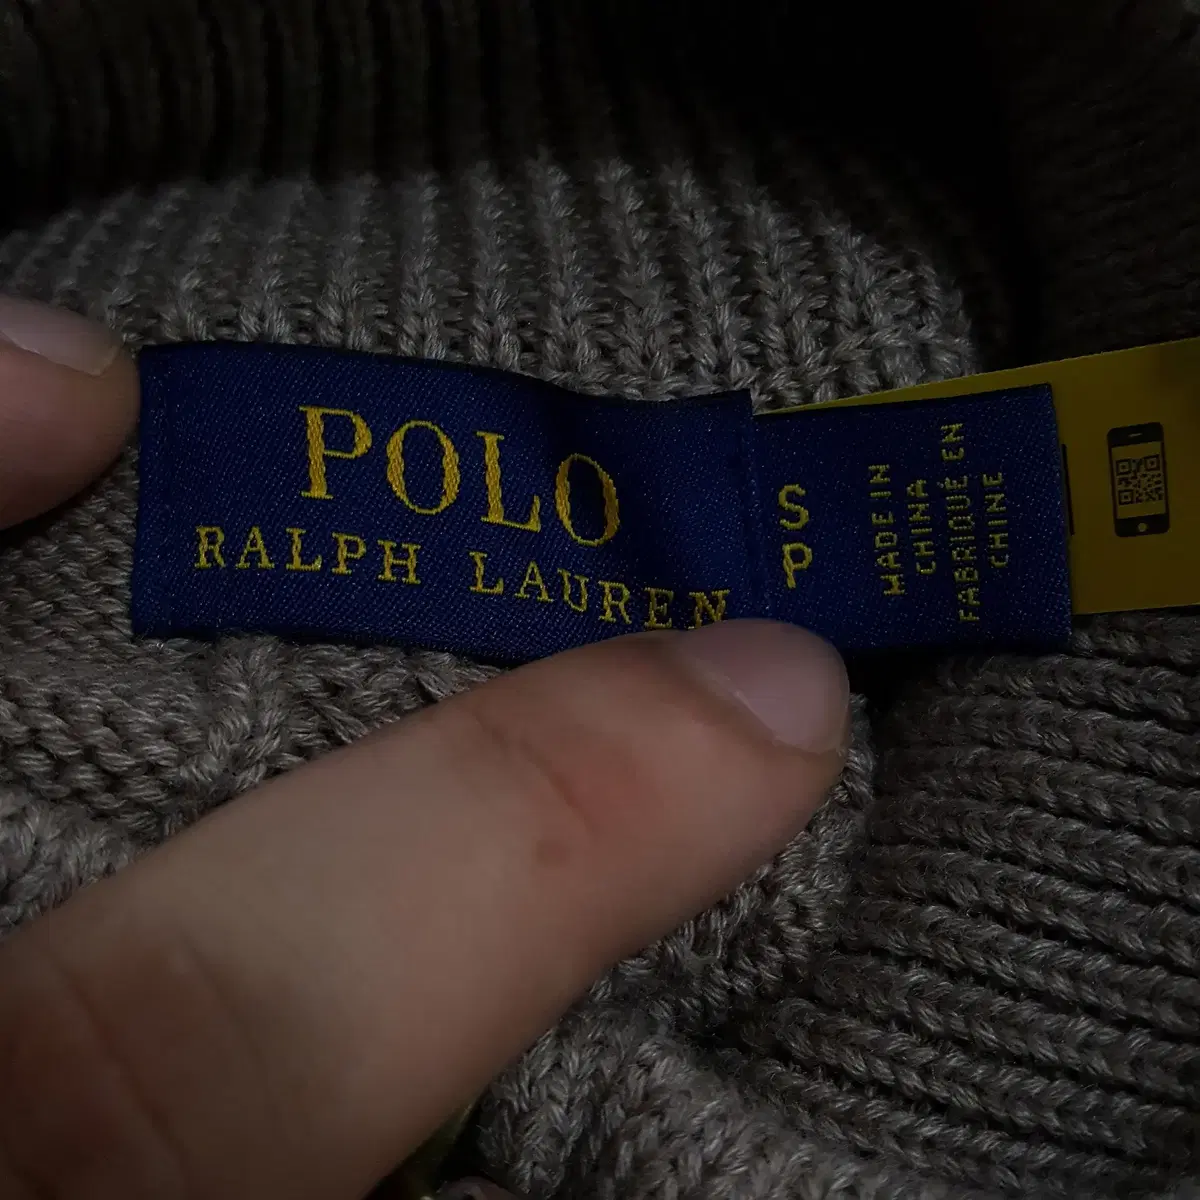 POLO
RALPH LAUREN
S
P
MADE IN
CHINA
FABRIQUÉ EN
CHINE